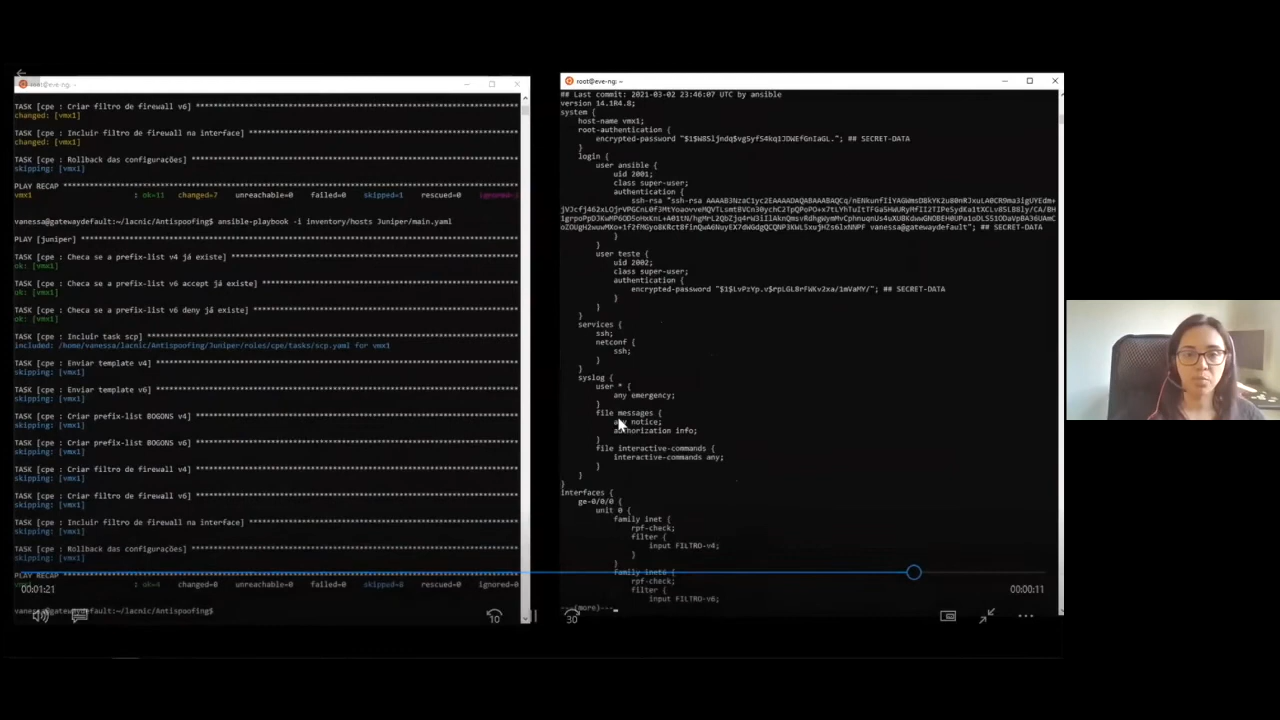 root@eve-ng: ~
TASK [cpe : Criar filtro de firewall v6] ***
changed: [vmx1]
TASK [cpe : Incluir filtro de firewall na interface] ***
changed: [vmx1]
TASK [cpe : Rollback das configurações] ***
skipping: [vmx1]
PLAY RECAP ***
vmx1 : ok=11 changed=7 unreachable=0 failed=0 skipped=1 rescued=0
vanessa@gatewaydefault:~/lacnic/Antispoofing$ ansible-playbook -i inventory/hosts Juniper/main.yaml
PLAY [juniper] ***
TASK [cpe : Checa se a prefix-list v4 já existe] ***
ok: [vmx1]
TASK [cpe : Checa se a prefix-list v6 accept já existe] ***
ok: [vmx1]
TASK [cpe : Checa se a prefix-list v6 deny já existe] ***
ok: [vmx1]
TASK [cpe : Incluir task scp] ***
included: /home/vanessa/lacnic/Antispoofing/Juniper/roles/cpe/tasks/scp.yaml for vmx1
TASK [cpe : Enviar template v4] ***
skipping: [vmx1]
TASK [cpe : Enviar template v6] ***
skipping: [vmx1]
TASK [cpe : Criar prefix-list BOGONS v4] ***
skipping: [vmx1]
TASK [cpe : Criar prefix-list BOGONS v6] ***
skipping: [vmx1]
TASK [cpe : Criar filtro de firewall v4] ***
skipping: [vmx1]
TASK [cpe : Criar filtro de firewall v6] ***
skipping: [vmx1]
TASK [cpe : Incluir filtro de firewall na interface] ***
skipping: [vmx1]
TASK [cpe : Rollback das configurações] ***
skipping: [vmx1]
PLAY RECAP ***
: ok=4 changed=0 unreachable=0 failed=0 skipped=8 rescued=0 ignored=0
00:01:21
vanessa@gatewaydefault:~/lacnic/Antispoofing$
10
30
root@eve-ng: ~
## Last commit: 2021-03-02 23:46:07 UTC by ansible
version 14.1R4.8;
system {
host-name vmx1;
root-authentication {
encrypted-password ## SECRET-DATA
}
login {
user ansible {
uid 2001;
class super-user;
authentication {
ssh-rsa "ssh-rsa
vanessa@gatewaydefault"; ## SECRET-DATA
}
}
user teste {
uid 2002;
class super-user;
authentication {
encrypted-password ## SECRET-DATA
}
}
}
services {
ssh;
netconf {
ssh;
}
}
syslog {
user * {
any emergency;
}
file messages {
any notice;
authorization info;
}
file interactive-commands {
interactive-commands any;
}
}
}
interfaces {
ge-0/0/0 {
unit 0 {
family inet {
rpf-check;
filter {
input FILTRO-v4;
}
}
family inet6 {
rpf-check;
filter {
input FILTRO-v6;
---(more)---
00:00:11